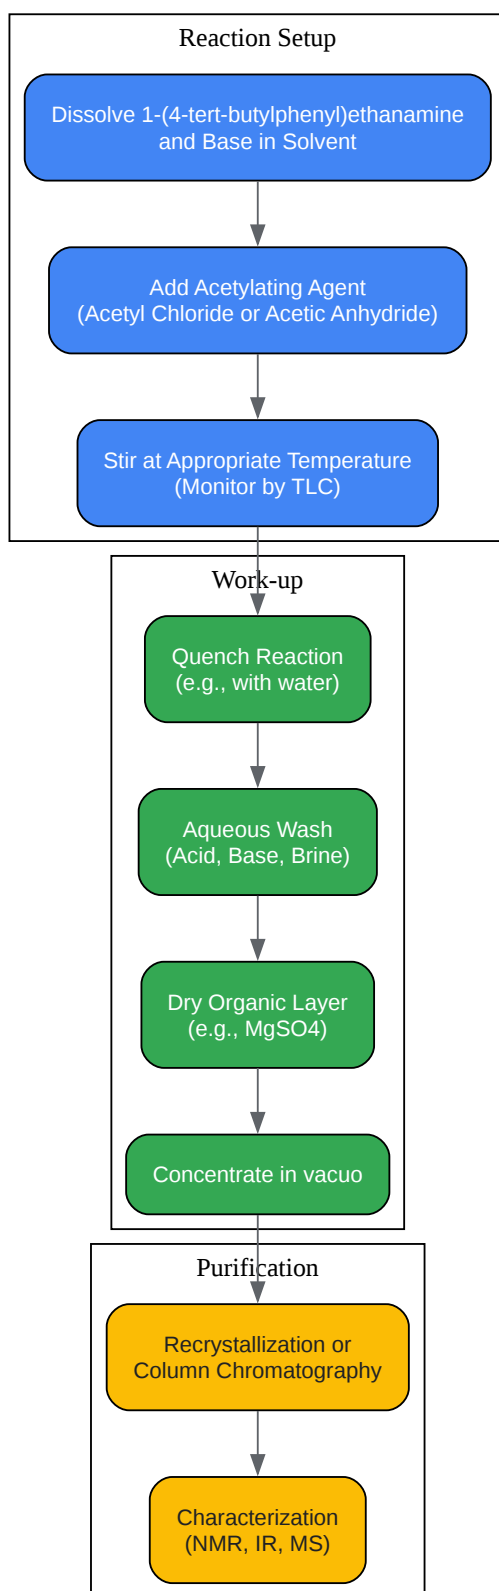 Reaction Setup
Dissolve 1-(4-tert-butylphenyl)ethanamine
and Base in Solvent
Add Acetylating Agent
(Acetyl Chloride or Acetic Anhydride)
Stir at Appropriate Temperature
(Monitor by TLC)
Work-up
Quench Reaction
(e.g., with water)
Aqueous Wash
(Acid, Base, Brine)
Dry Organic Layer
(e.g., MgSO4)
Concentrate in vacuo
Purification
Recrystallization or
Column Chromatography
Characterization
(NMR, IR, MS)